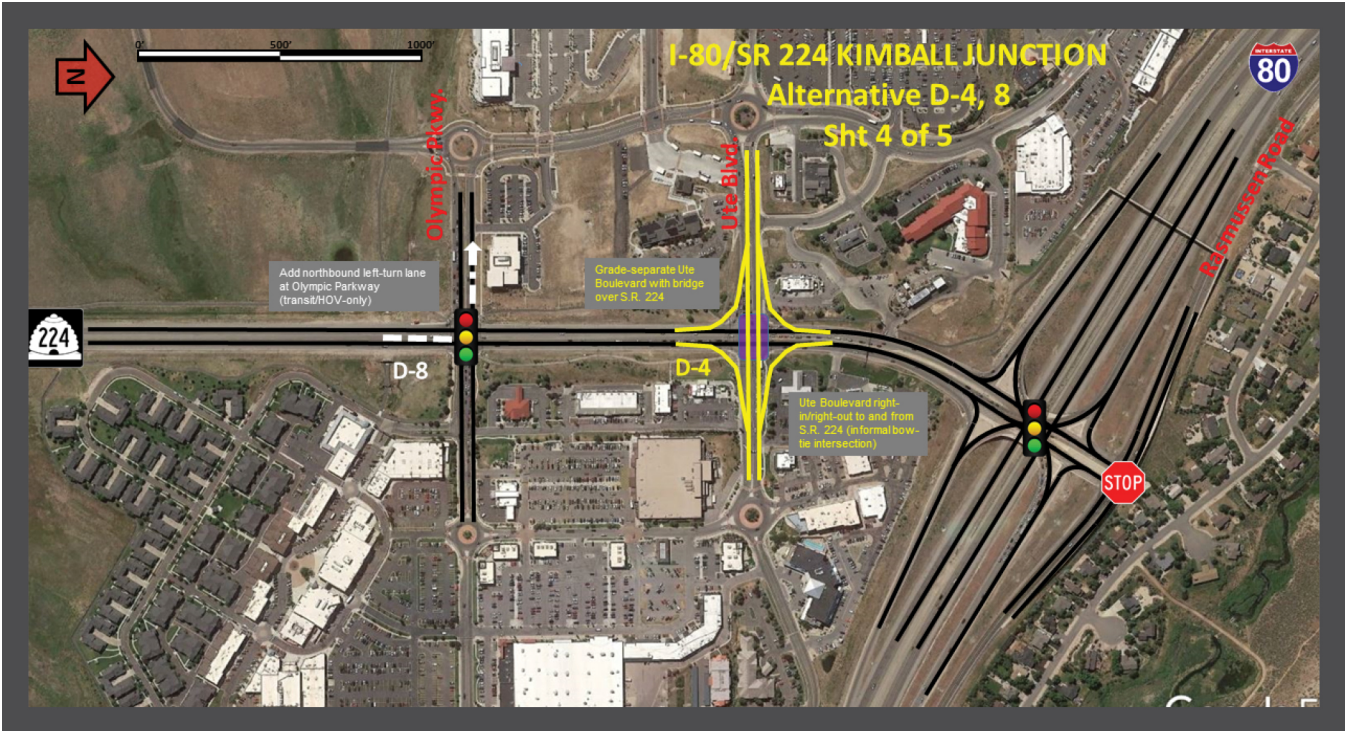 N
0'
500'
1000'
I-80/SR 224 KIMBALL JUNCTION
Alternative D-4, 8
Sht 4 of 5
INTERSTATE
80
Olympic Pkwy.
Ute Blvd.
Rasmussen Road
Add northbound left-turn lane
at Olympic Parkway
(transit/HOV-only)
Grade-separate Ute
Boulevard with bridge
over S.R. 224
224
D-8
D-4
Ute Boulevard right-
in/right-out to and from
S.R. 224 (informal bow-
tie intersection)
STOP